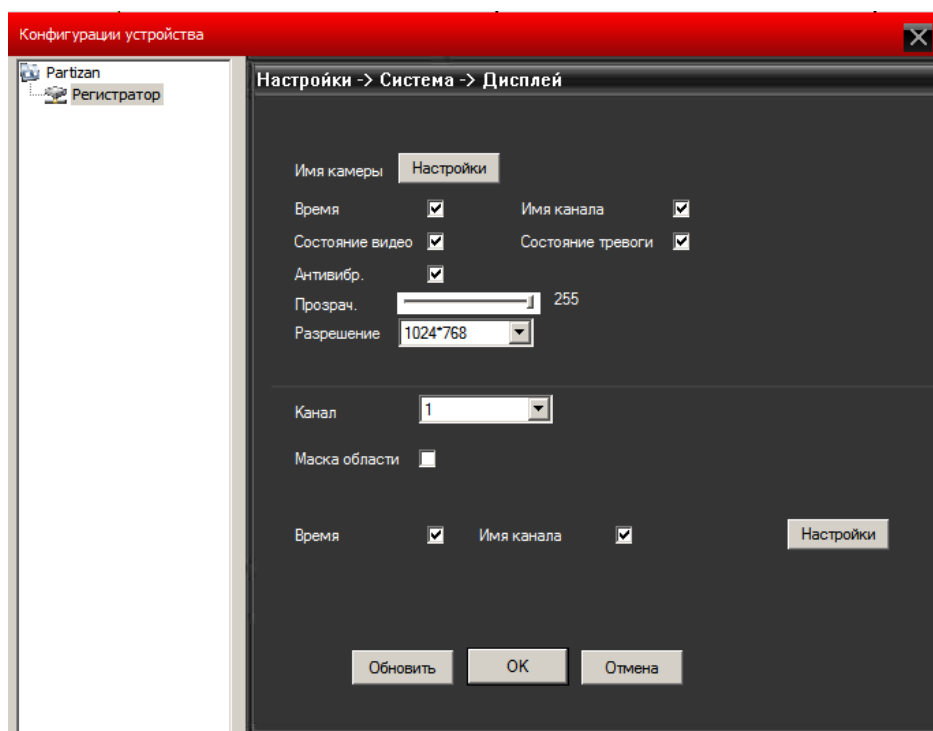 Конфигурации устройства
Partizan
Регистратор
Настройки -> Система -> Дисплей
Имя камеры Настройки
Время Имя канала
Состояние видео Состояние тревоги
Антивибр.
Прозрач. 255
Разрешение 1024*768
Канал 1
Маска области
Время Имя канала Настройки
Обновить OK Отмена